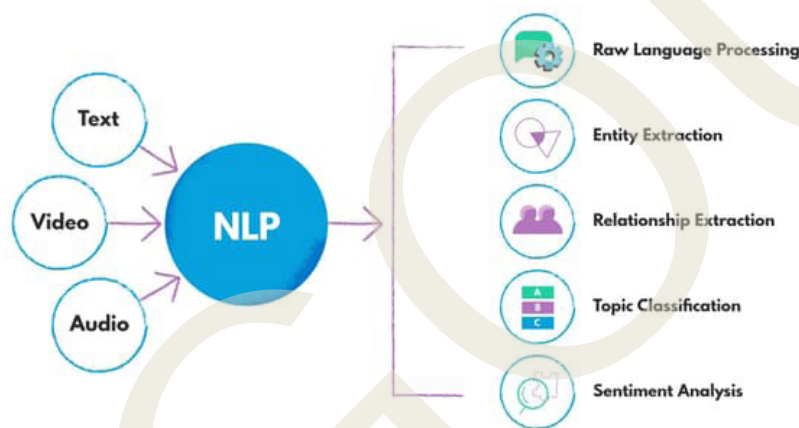 Text
Video
Audio
NLP
Raw Language Processing
Entity Extraction
Relationship Extraction
A
B
C
Topic Classification
Sentiment Analysis